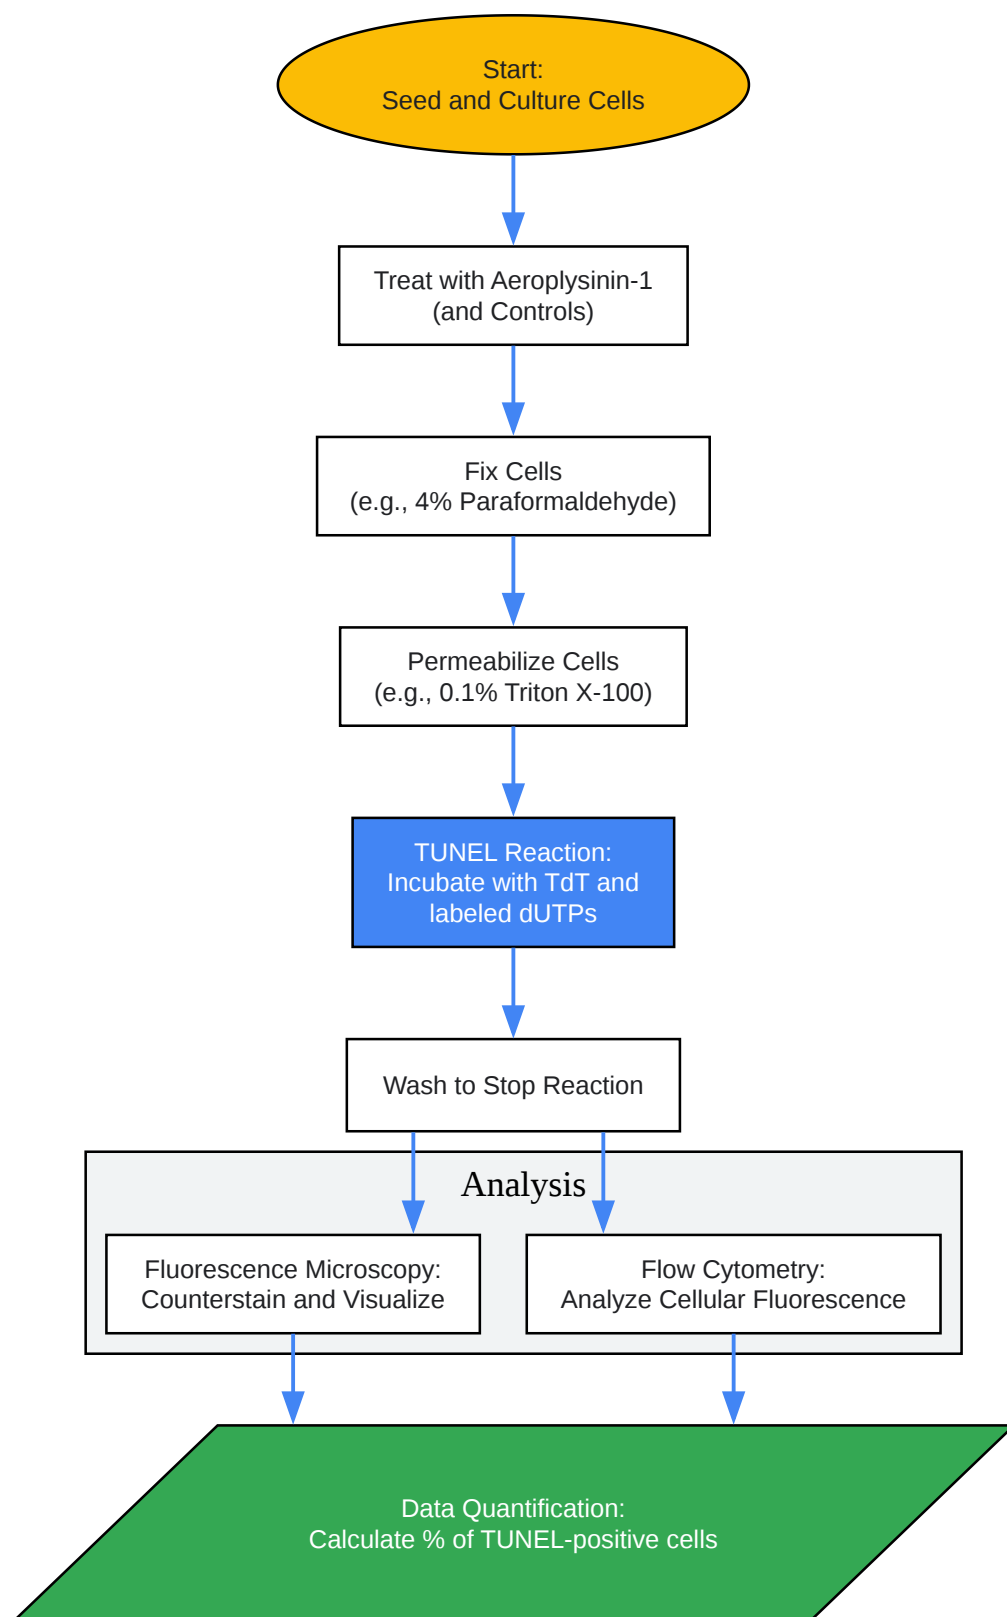 Start:
Seed and Culture Cells
Treat with Aeroplysinin-1
(and Controls)
Fix Cells
(e.g., 4% Paraformaldehyde)
Permeabilize Cells
(e.g., 0.1% Triton X-100)
TUNEL Reaction:
Incubate with TdT and
labeled dUTPs
Wash to Stop Reaction
Analysis
Fluorescence Microscopy:
Counterstain and Visualize
Flow Cytometry:
Analyze Cellular Fluorescence
Data Quantification:
Calculate % of TUNEL-positive cells